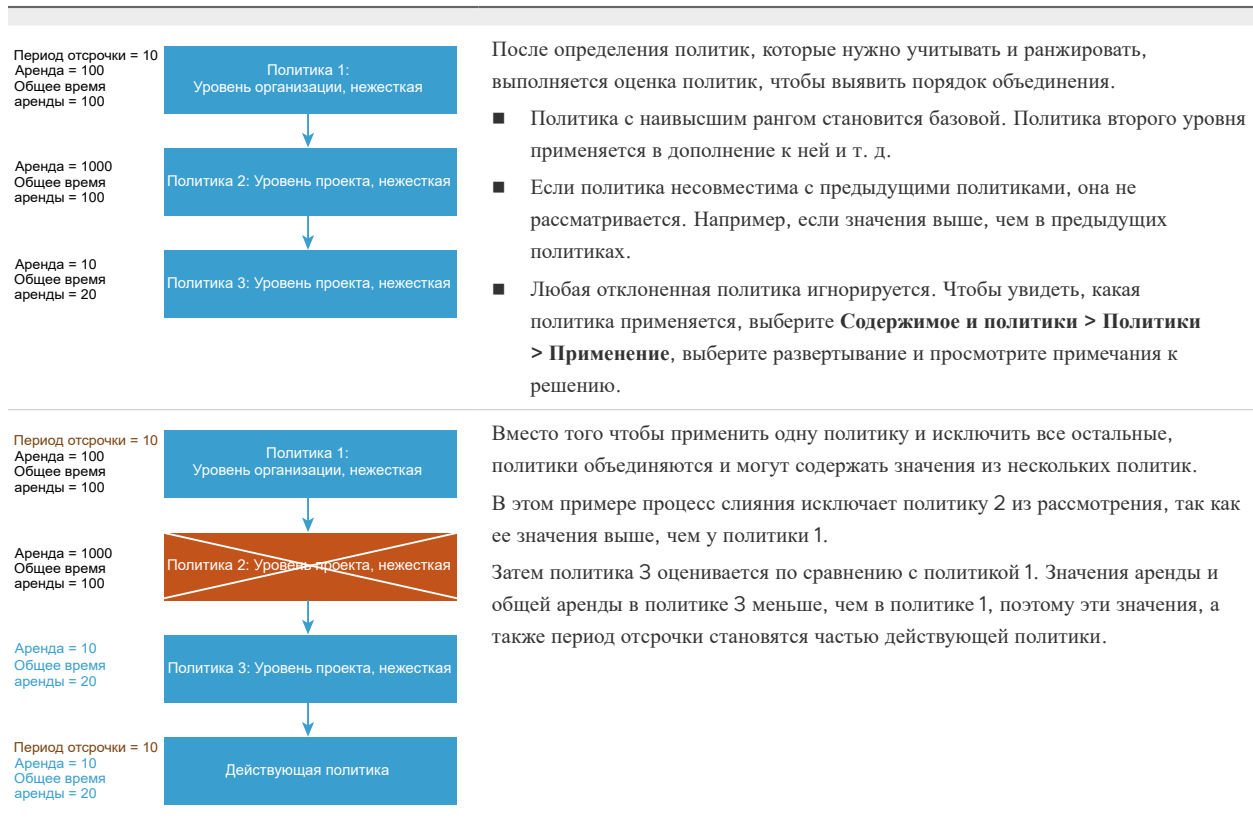 Период отсрочки = 10
Аренда = 100
Общее время
аренды = 100
Политика 1:
Уровень организации, нежесткая
Аренда = 1000
Общее время
аренды = 100
Политика 2: Уровень проекта, нежесткая
Аренда = 10
Общее время
аренды = 20
Политика 3: Уровень проекта, нежесткая
После определения политик, которые нужно учитывать и ранжировать,
выполняется оценка политик, чтобы выявить порядок объединения.
■ Политика с наивысшим рангом становится базовой. Политика второго уровня
применяется в дополнение к ней и т. д.
■ Если политика несовместима с предыдущими политиками, она не
рассматривается. Например, если значения выше, чем в предыдущих
политиках.
■ Любая отклоненная политика игнорируется. Чтобы увидеть, какая
политика применяется, выберите Содержимое и политики > Политики
> Применение, выберите развертывание и просмотрите примечания к
решению.
Период отсрочки = 10
Аренда = 100
Общее время
аренды = 100
Политика 1:
Уровень организации, нежесткая
Аренда = 1000
Общее время
аренды = 100
Политика 2: Уровень проекта, нежесткая
Аренда = 10
Общее время
аренды = 20
Политика 3: Уровень проекта, нежесткая
Период отсрочки = 10
Аренда = 10
Общее время
аренды = 20
Действующая политика
Вместо того чтобы применить одну политику и исключить все остальные,
политики объединяются и могут содержать значения из нескольких политик.
В этом примере процесс слияния исключает политику 2 из рассмотрения, так как
ее значения выше, чем у политики 1.
Затем политика 3 оценивается по сравнению с политикой 1. Значения аренды и
общей аренды в политике 3 меньше, чем в политике 1, поэтому эти значения, а
также период отсрочки становятся частью действующей политики.